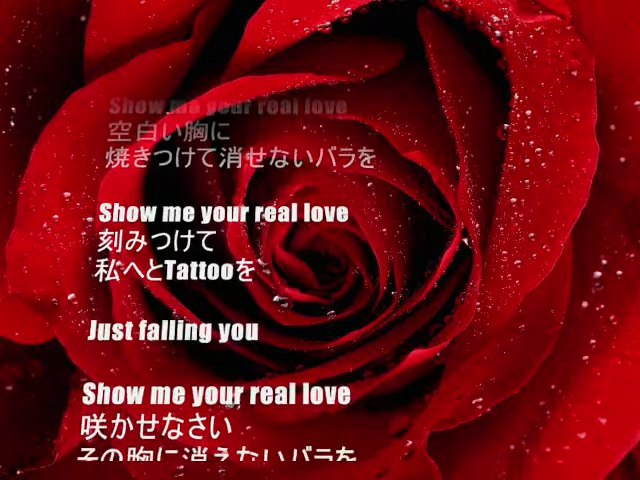 Show me your real love
空白い胸に
焼きつけて消せないバラを
Show me your real love
刻みつけて
私へとTattooを
Just falling you
Show me your real love
咲かせなさい
その胸に消えないバラを